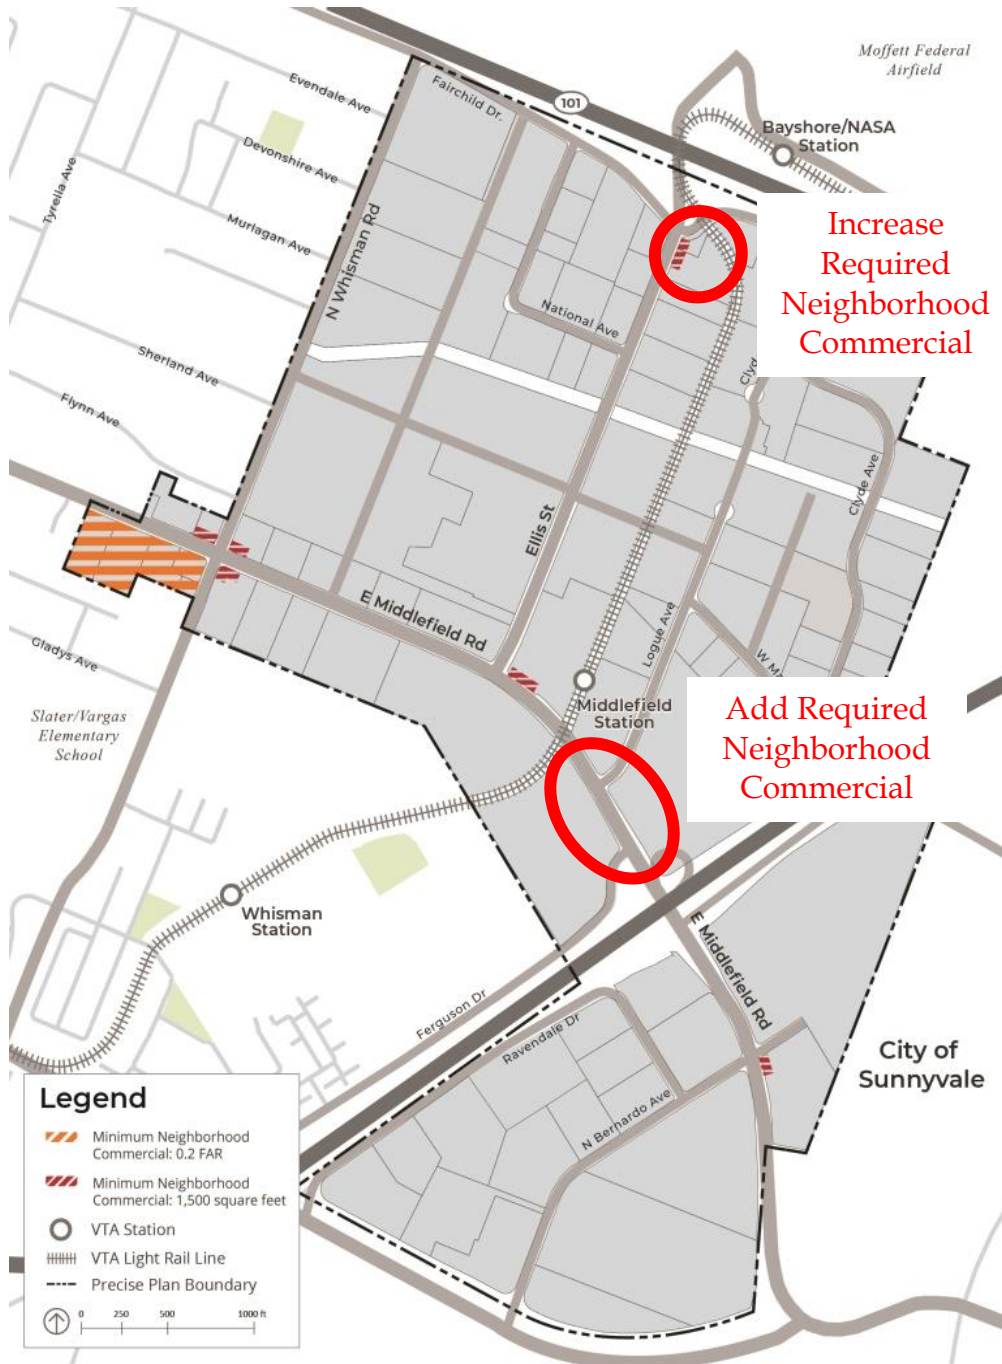 Moffett Federal
Airfield
Evendale Ave
Fairchild Dr.
101
Bayshore/NASA
Station
Devonshire Ave
Tyrella Ave
Murlagan Ave
N Whisman Rd
Increase
Required
Neighborhood
Commercial
National Ave
Sherland Ave
Clyd
Flynn Ave
Clyde Ave
Ellis St
E Middlefield Rd
Logue Ave
Gladys Ave
W M
Middlefield
Station
Slater/Vargas
Elementary
School
Add Required
Neighborhood
Commercial
Whisman
Station
E Middlefield Rd
Ferguson Dr
Ravendale Dr
City of
Sunnyvale
N Bernardo Ave
Legend
Minimum Neighborhood
Commercial: 0.2 FAR
Minimum Neighborhood
Commercial: 1,500 square feet
VTA Station
VTA Light Rail Line
Precise Plan Boundary
0 250 500 1000 ft